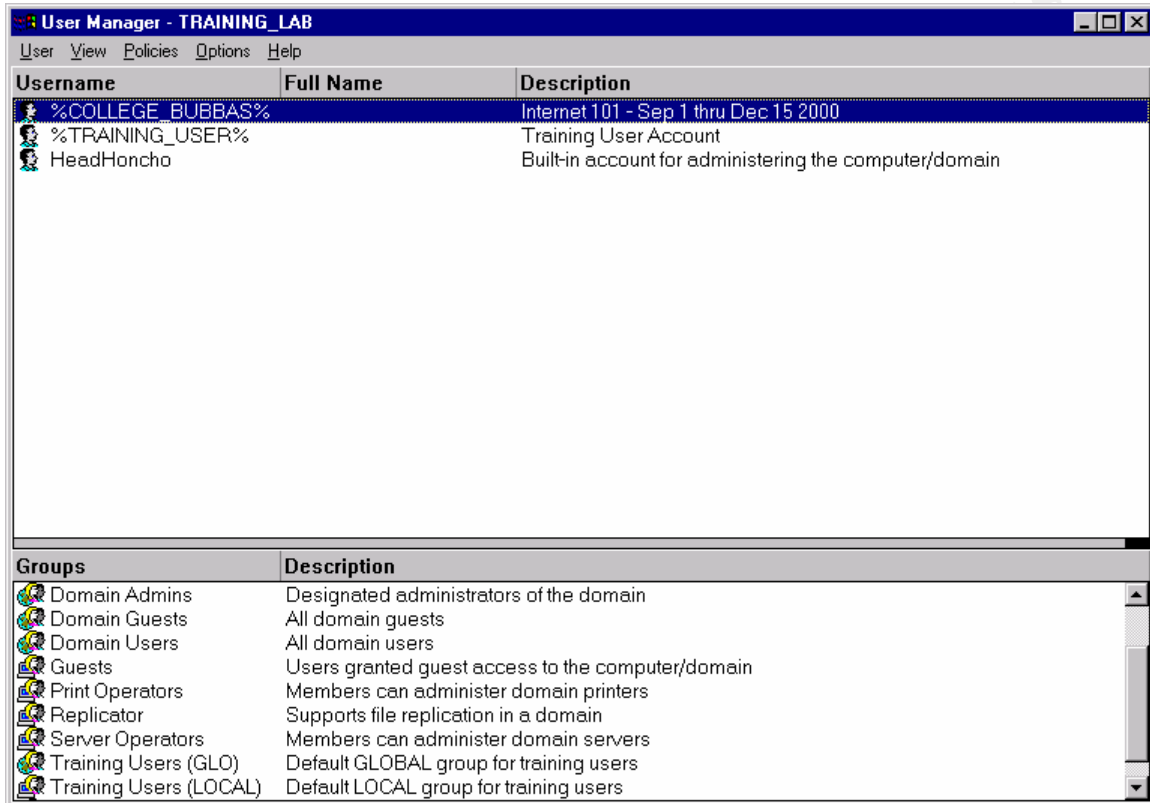 User Manager - TRAINING_LAB
User View Policies Options Help
Username Full Name Description
%COLLEGE_BUBBAS% Internet 101 - Sep 1 thru Dec 15 2000
%TRAINING_USER% Training User Account
HeadHoncho Built-in account for administering the computer/domain
Groups Description
Domain Admins Designated administrators of the domain
Domain Guests All domain guests
Domain Users All domain users
Guests Users granted guest access to the computer/domain
Print Operators Members can administer domain printers
Replicator Supports file replication in a domain
Server Operators Members can administer domain servers
Training Users (GLO) Default GLOBAL group for training users
Training Users (LOCAL) Default LOCAL group for training users